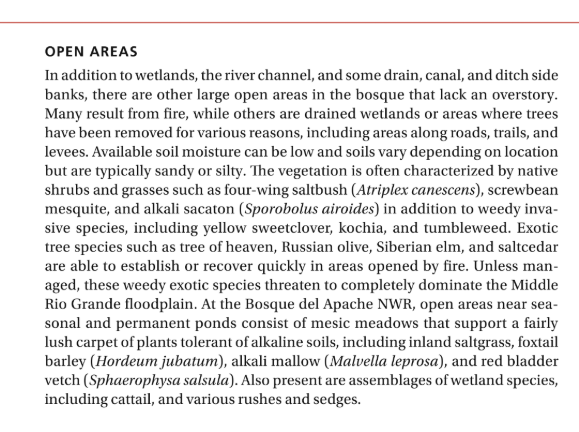 OPEN AREAS
In addition to wetlands, the river channel, and some drain, canal, and ditch side
banks, there are other large open areas in the bosque that lack an overstory.
Many result from fire, while others are drained wetlands or areas where trees
have been removed for various reasons, including areas along roads, trails, and
levees. Available soil moisture can be low and soils vary depending on location
but are typically sandy or silty. The vegetation is often characterized by native
shrubs and grasses such as four-wing saltbush (Atriplex canescens), screwbean
mesquite, and alkali sacaton (Sporobolus airoides) in addition to weedy inva-
sive species, including yellow sweetclover, kochia, and tumbleweed. Exotic
tree species such as tree of heaven, Russian olive, Siberian elm, and saltcedar
are able to establish or recover quickly in areas opened by fire. Unless man-
aged, these weedy exotic species threaten to completely dominate the Middle
Rio Grande floodplain. At the Bosque del Apache NWR, open areas near sea-
sonal and permanent ponds consist of mesic meadows that support a fairly
lush carpet of plants tolerant of alkaline soils, including inland saltgrass, foxtail
barley (Hordeum jubatum), alkali mallow (Malvella leprosa), and red bladder
vetch (Sphaerophysa salsula). Also present are assemblages of wetland species,
including cattail, and various rushes and sedges.